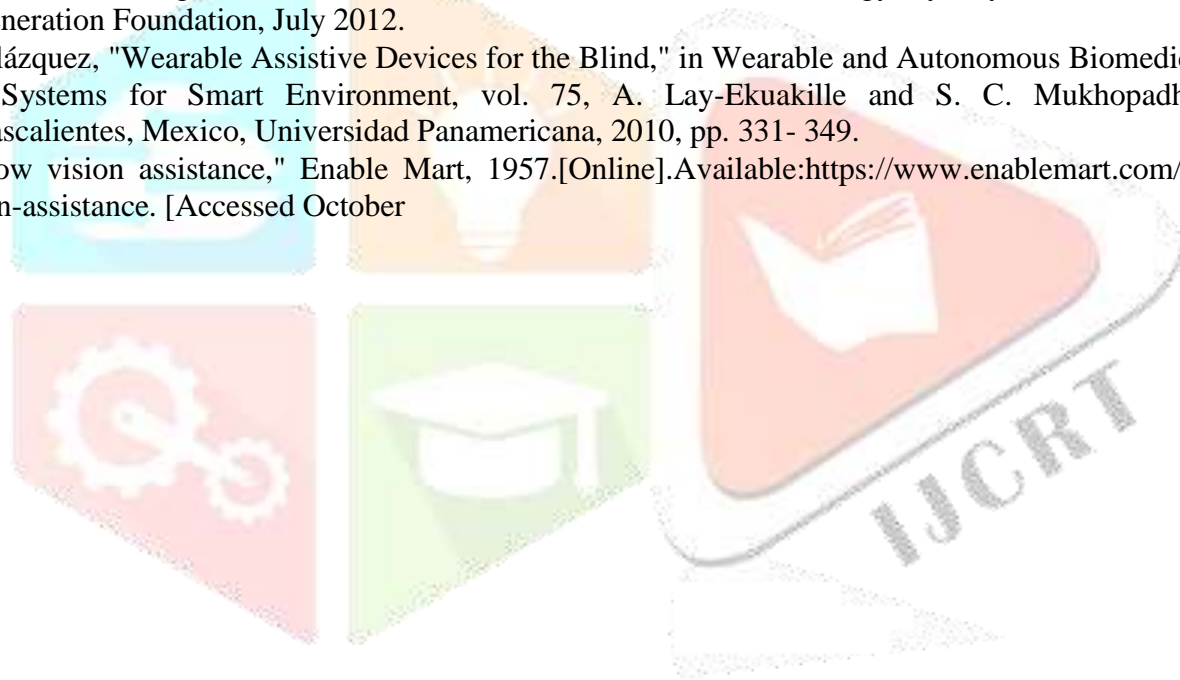 neration Foundation, July 2012.
lázquez, "Wearable Assistive Devices for the Blind," in Wearable and Autonomous Biomedic
Systems for Smart Environment, vol. 75, A. Lay-Ekuakille and S. C. Mukhopadh
ascalientes, Mexico, Universidad Panamericana, 2010, pp. 331- 349.
ow vision assistance," Enable Mart, 1957.[Online].Available:https://www.enablemart.com/
n-assistance. [Accessed October
IJCRT